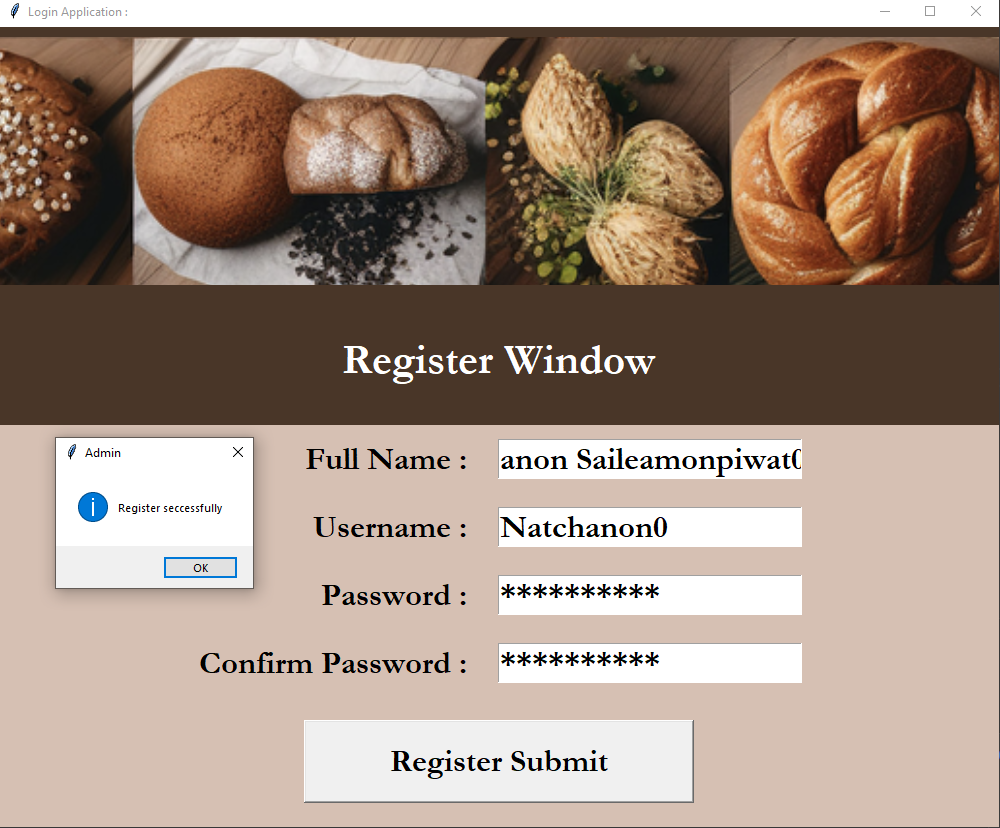 Login Application :
Register Window
Admin
Register seccessfully
OK
Full Name :
anon Saileamonpiwat0
Username :
Natchanon0
Password :
**********
Confirm Password :
**********
Register Submit